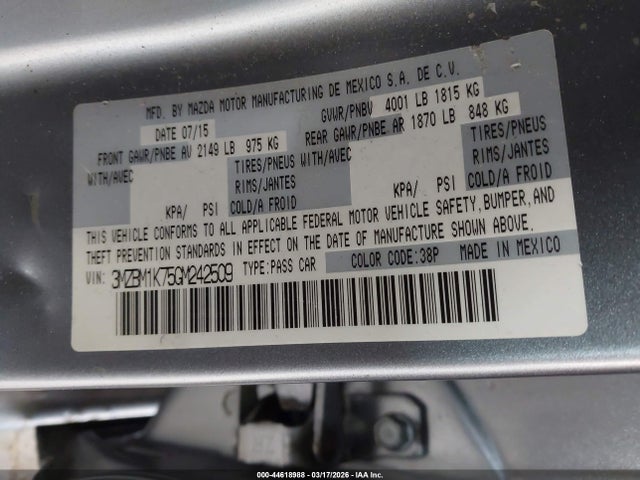 MFD. BY MAZDA MOTOR MANUFACTURING DE MEXICO S.A. DE C.V.
DATE 07/15 GVWR/PNBV 4001 LB 1815 KG
FRONT GAWR/PNBE AV 2149 LB 975 KG REAR GAWR/PNBE AR 1870 LB 848 KG
WITH/AVEC TIRES/PNEUS WITH/AVEC TIRES/PNEUS
RIMS/JANTES RIMS/JANTES
KPA/ PSI COLD/A FROID KPA/ PSI COLD/A FROID
THIS VEHICLE CONFORMS TO ALL APPLICABLE FEDERAL MOTOR VEHICLE SAFETY, BUMPER, AND
THEFT PREVENTION STANDARDS IN EFFECT ON THE DATE OF MANUFACTURE SHOWN ABOVE.
VIN: 3MZBM1K75GM242509 TYPE:PASS CAR COLOR CODE:38P MADE IN MEXICO
000-44618988 - 03/17/2026 - IAA Inc.